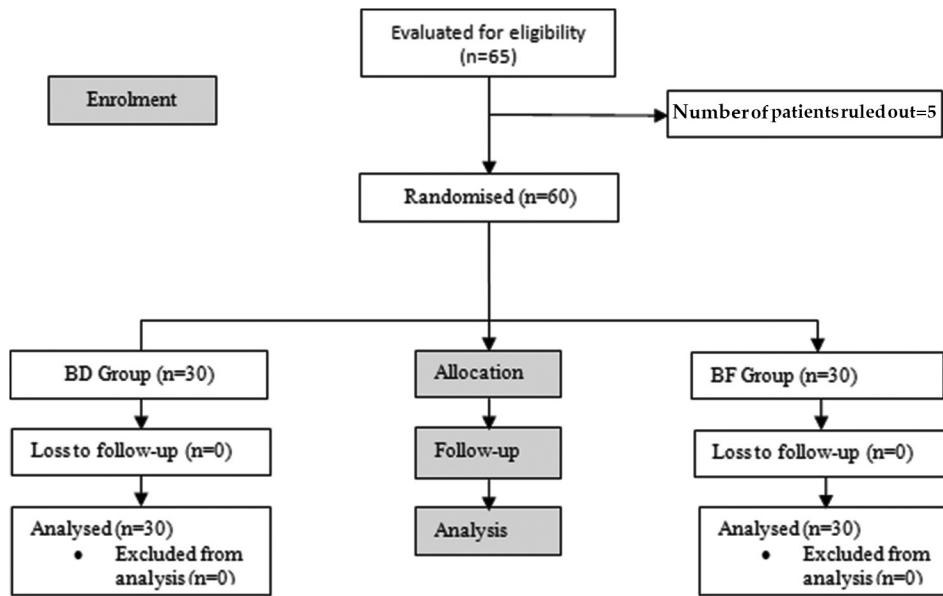 Evaluated for eligibility
(n=65)
Enrolment
Number of patients ruled out=5
Randomised (n=60)
BD Group (n=30)
Allocation
BF Group (n=30)
Loss to follow-up (n=0)
Follow-up
Loss to follow-up (n=0)
Analysed (n=30)
• Excluded from
analysis (n=0)
Analysis
Analysed (n=30)
• Excluded from
analysis (n=0)